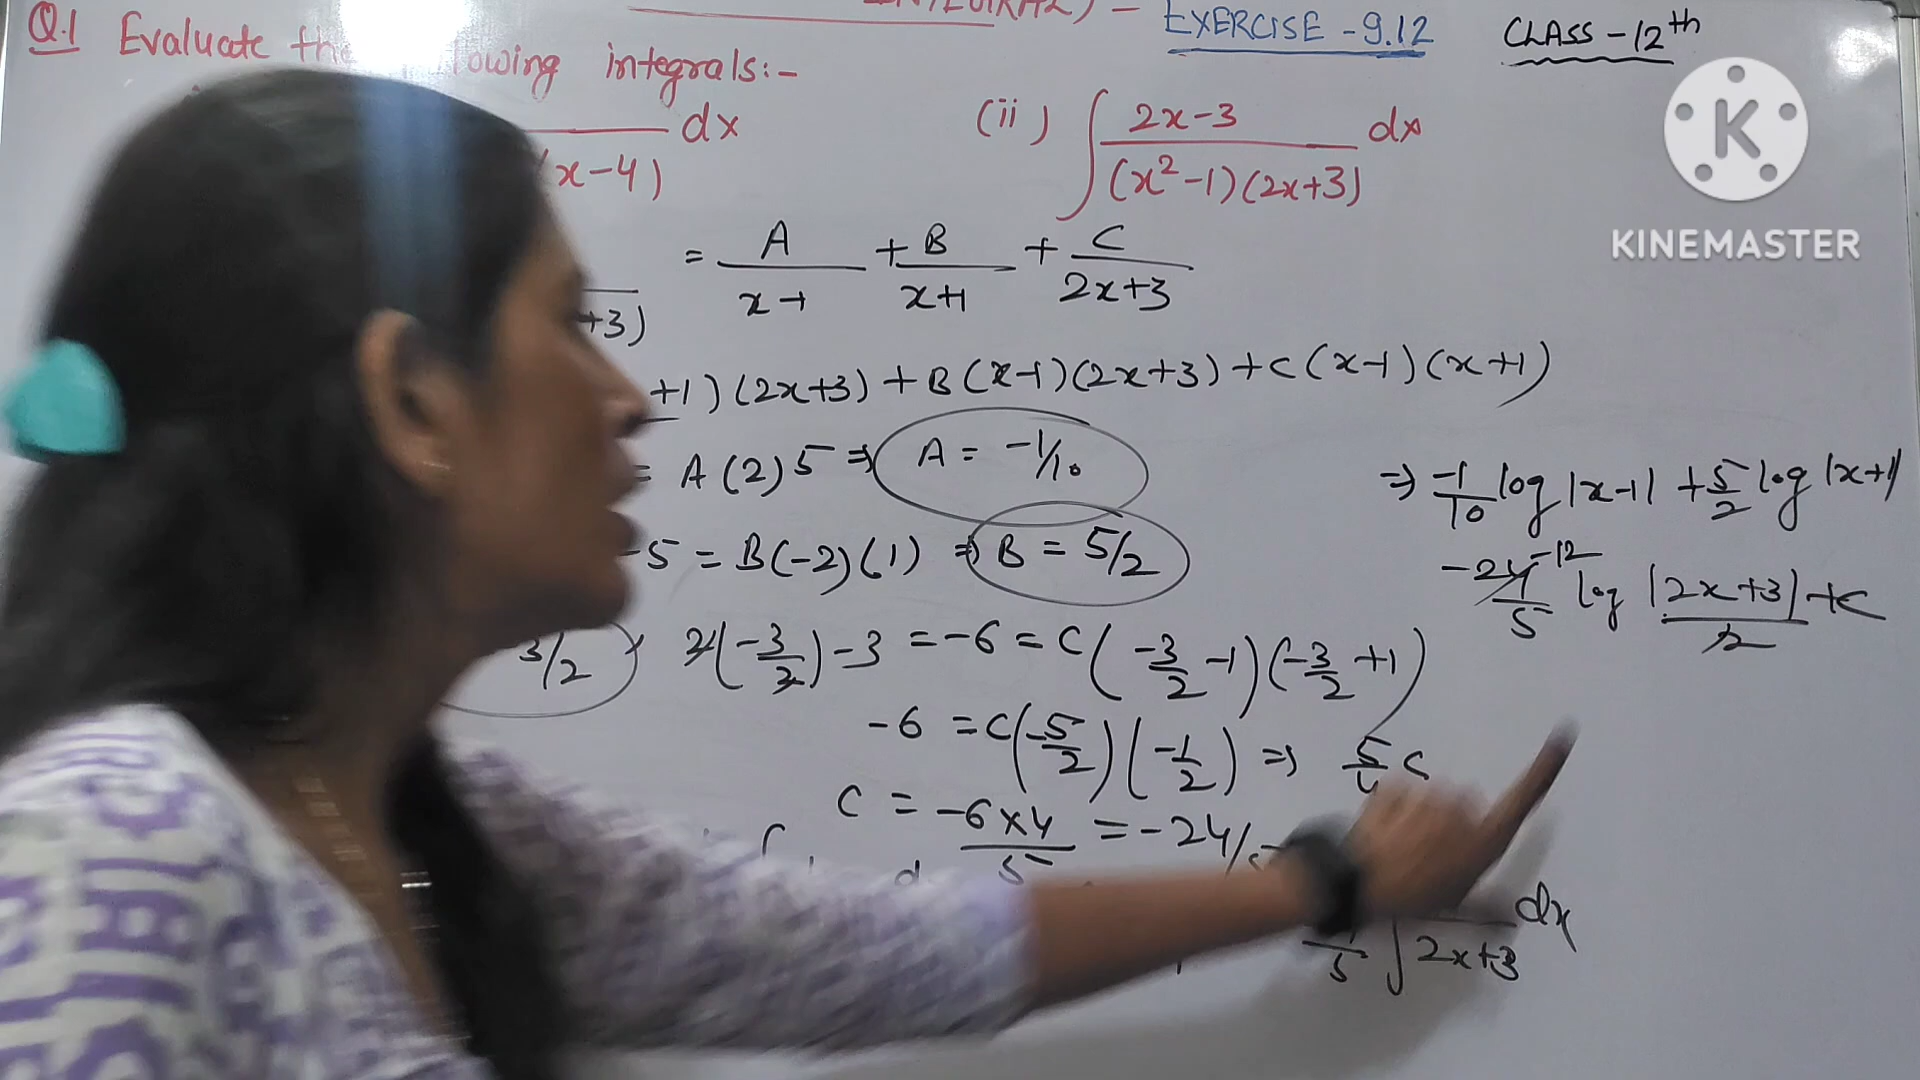 EXERCISE - 9.12
CLASS - 12th
Q.1 Evaluate the lowing integrals:-
dx
(x-4)
(ii) ∫ 2x-3 / (x²-1)(2x+3) dx
K
KINEMASTER
= A/x-1 + B/x+1 + C/2x+3
+3)
+1)(2x+3) + B(x-1)(2x+3) + C(x-1)(x+1)
= A(2)5 ⇒ A = -1/10
-5 = B(-2)(1) ⇒ B = 5/2
3/2 2(-3/2)-3 = -6 = C(-3/2 -1)(-3/2 +1)
-6 = C(-5/2)(-1/2) ⇒ 5/4 C
C = -6×4/5 = -24/5
5 ∫ 2x+3 dx
⇒ -1/10 log|x-1| + 5/2 log|x+1|
-24 -12/5 log |2x+3|/2 + C